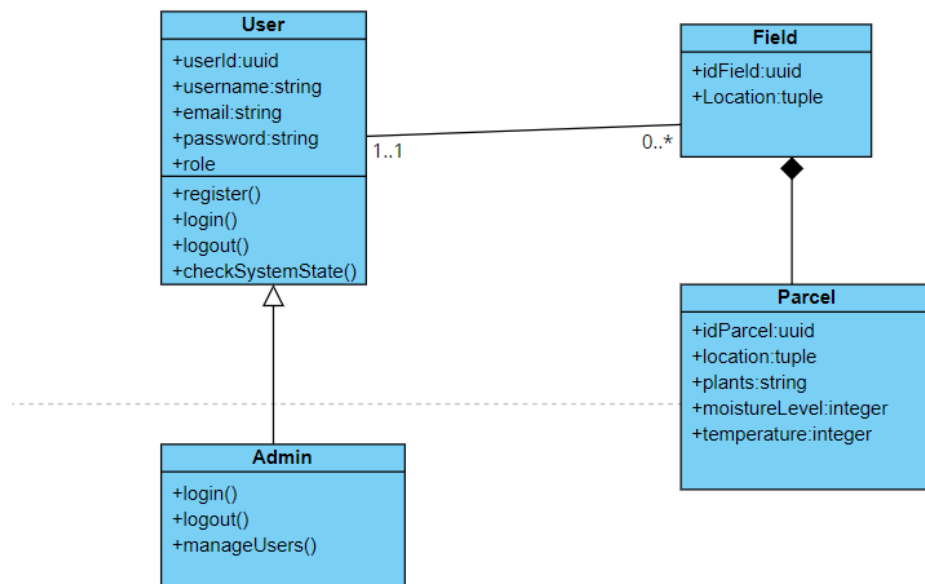 User
+userId:uuid
+username:string
+email:string
+password:string
+role
+register()
+login()
+logout()
+checkSystemState()
1..1
0..*
Field
+idField:uuid
+Location:tuple
Parcel
+idParcel:uuid
+location:tuple
+plants:string
+moistureLevel:integer
+temperature:integer
Admin
+login()
+logout()
+manageUsers()